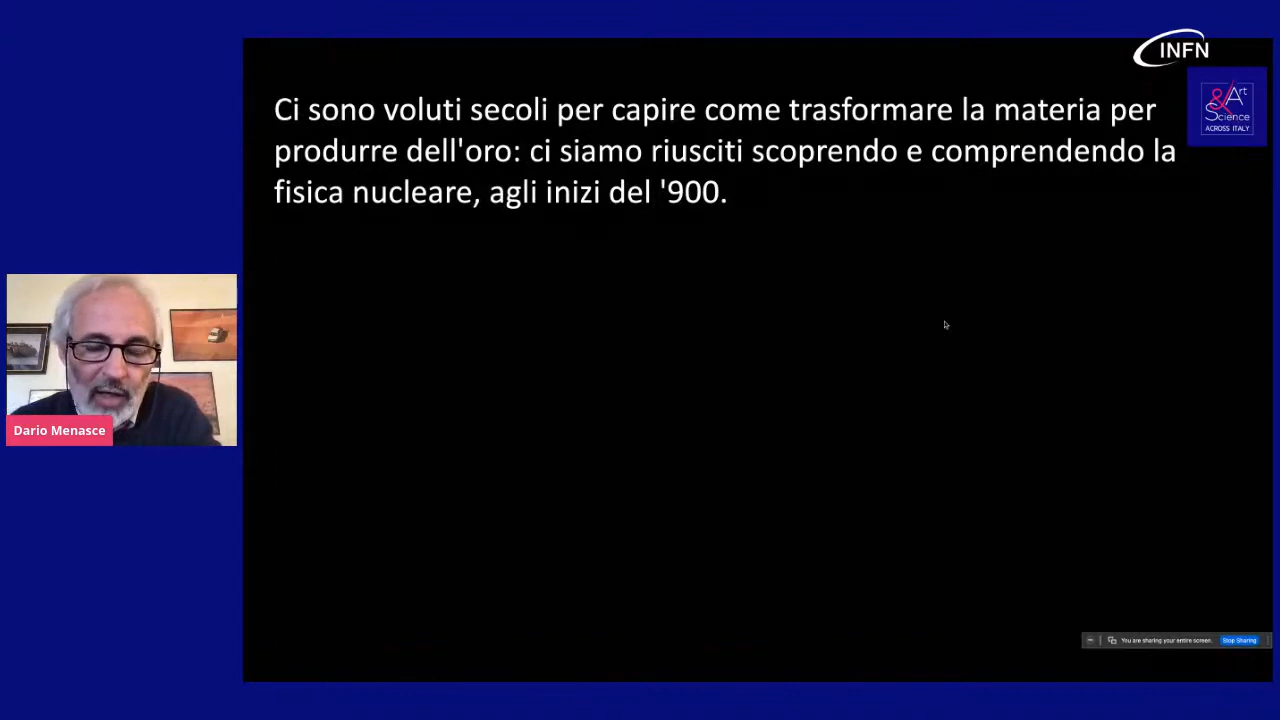 INFN
Ci sono voluti secoli per capire come trasformare la materia per
produrre dell'oro: ci siamo riusciti scoprendo e comprendendo la
fisica nucleare, agli inizi del '900.
& Art
Science
ACROSS ITALY
Dario Menasce
You are sharing your entire screen.
Stop Sharing